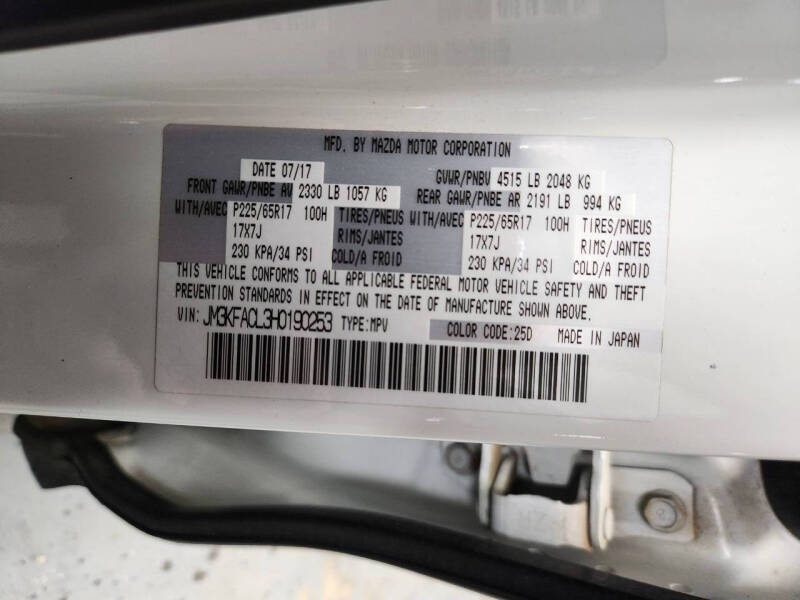 MFD. BY MAZDA MOTOR CORPORATION
DATE 07/17 GVWR/PNBV 4515 LB 2048 KG
FRONT GAWR/PNBE AV 2330 LB 1057 KG REAR GAWR/PNBE AR 2191 LB 994 KG
WITH/AVEC P225/65R17 100H TIRES/PNEUS WITH/AVEC P225/65R17 100H TIRES/PNEUS
17X7J RIMS/JANTES 17X7J RIMS/JANTES
230 KPA/34 PSI COLD/A FROID 230 KPA/34 PSI COLD/A FROID
THIS VEHICLE CONFORMS TO ALL APPLICABLE FEDERAL MOTOR VEHICLE SAFETY AND THEFT
PREVENTION STANDARDS IN EFFECT ON THE DATE OF MANUFACTURE SHOWN ABOVE.
VIN: JM3KFACL3H0190253 TYPE:MPV COLOR CODE:25D MADE IN JAPAN